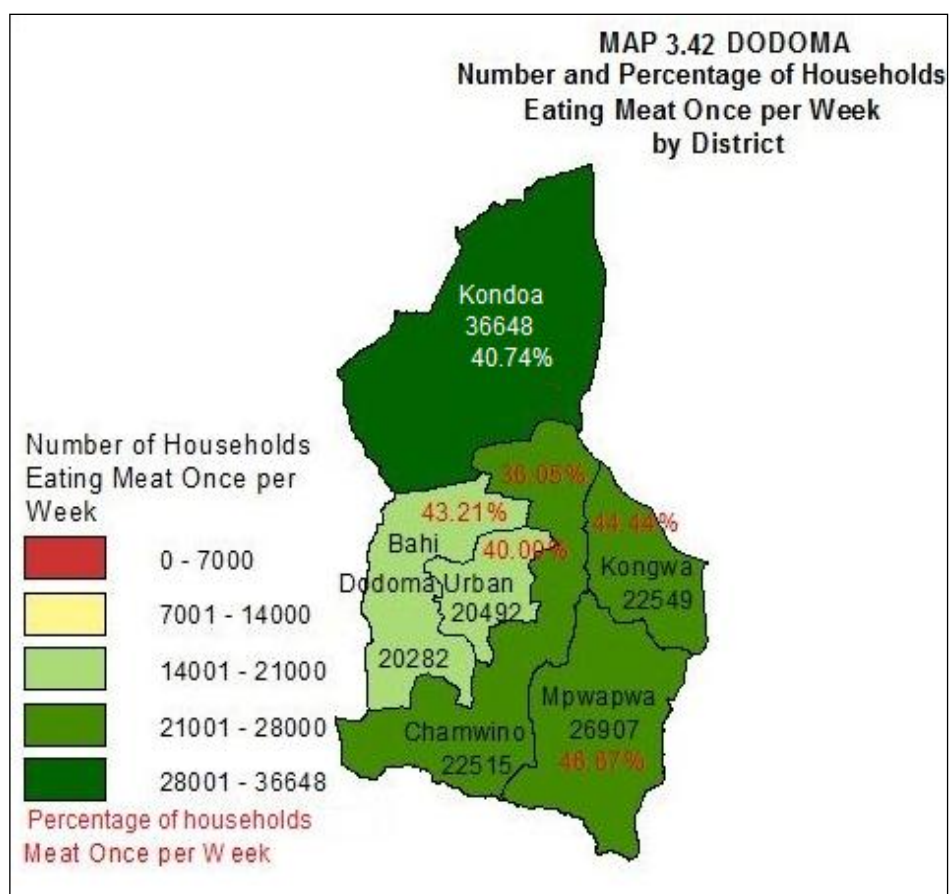 MAP 3.42 DODOMA
Number and Percentage of Households
Eating Meat Once per Week
by District
Kondoa
36648
40.74%
36.05%
43.21%
44.44%
Bahi
40.00%
Kongwa
22549
Dodoma Urban
20492
20282
Mpwapwa
26907
46.67%
Chamwino
22515
Number of Households
Eating Meat Once per
Week
0 - 7000
7001 - 14000
14001 - 21000
21001 - 28000
28001 - 36648
Percentage of households
Meat Once per Week